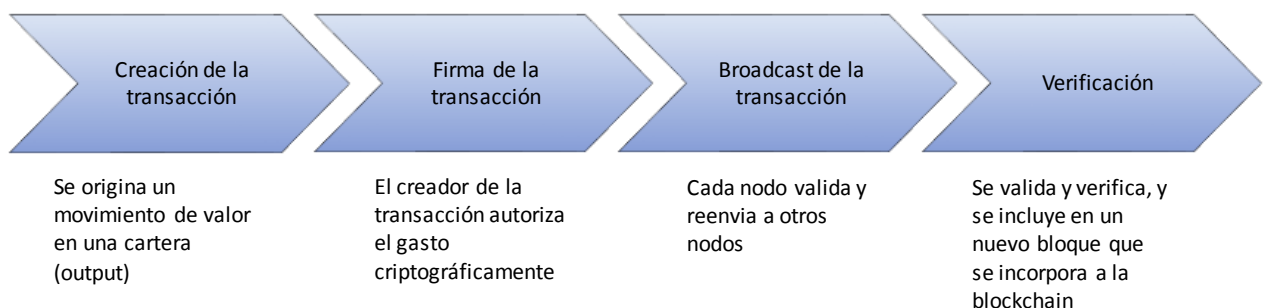 Creación de la
transacción
Firma de la
transacción
Broadcast de la
transacción
Verificación
Se origina un
movimiento de valor
en una cartera
(output)
El creador de la
transacción autoriza
el gasto
criptográficamente
Cada nodo valida y
reenvia a otros
nodos
Se valida y verifica, y
se incluye en un
nuevo bloque que
se incorpora a la
blockchain